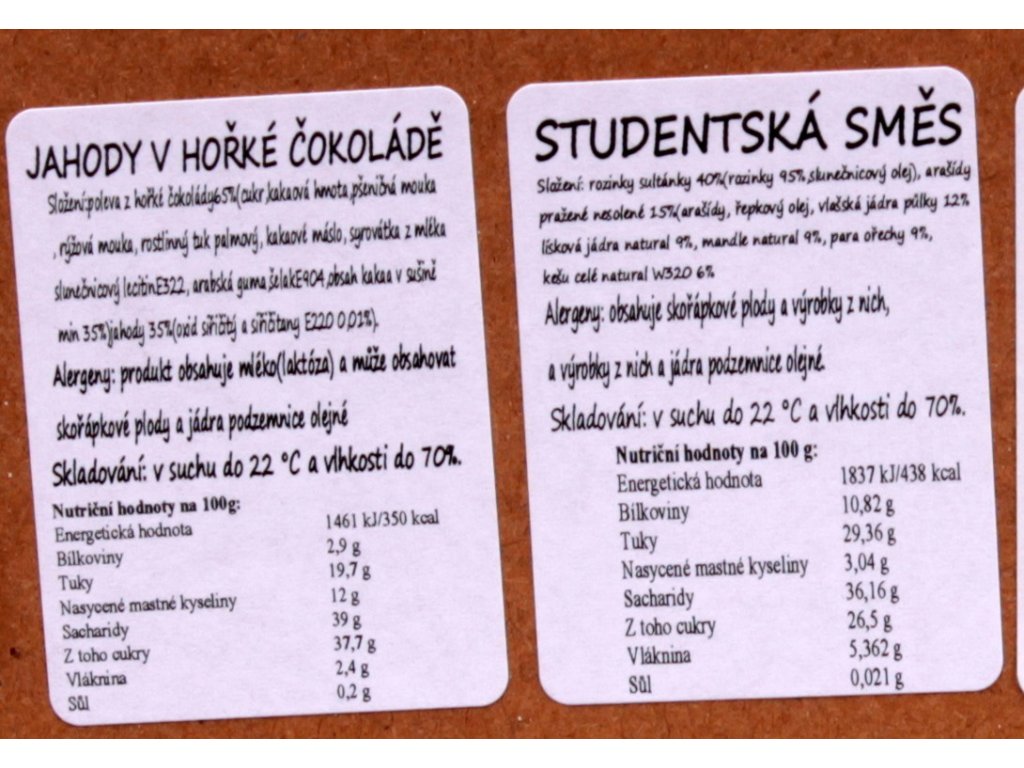 JAHODY V HOŘKÉ ČOKOLÁDĚ
Složení:poleva z hořké čokolády65%(cukr,kakaová hmota,pšeničná mouka
, rýžová mouka, rostlinný tuk palmový, kakaové máslo, syrovátka z mléka
slunečnicový lecitinE322, arabská guma,šelakE904,obsah kakaa v sušině
min 35%)jahody 35%(oxid siřičitý a siřičitany E220 0,01%).
Alergeny: produkt obsahuje mléko(laktóza) a může obsahovat
skořápkové plody a jádra podzemnice olejné
Skladování: v suchu do 22 °C a vlhkosti do 70%.
Nutriční hodnoty na 100g:
Energetická hodnota 1461 kJ/350 kcal
Bílkoviny 2,9 g
Tuky 19,7 g
Nasycené mastné kyseliny 12 g
Sacharidy 39 g
Z toho cukry 37,7 g
Vláknina 2,4 g
Sůl 0,2 g
STUDENTSKÁ SMĚS
Složení: rozinky sultánky 40%(rozinky 95%,slunečnicový olej), arašídy
pražené nesolené 15%(arašídy, řepkový olej, vlašská jádra půlky 12%
lísková jádra natural 9%, mandle natural 9%, para ořechy 9%,
kešu celé natural W320 6%
Alergeny: obsahuje skořápkové plody a výrobky z nich,
a výrobky z nich a jádra podzemnice olejné.
Skladování: v suchu do 22 °C a vlhkosti do 70%.
Nutriční hodnoty na 100 g:
Energetická hodnota 1837 kJ/438 kcal
Bílkoviny 10,82 g
Tuky 29,36 g
Nasycené mastné kyseliny 3,04 g
Sacharidy 36,16 g
Z toho cukry 26,5 g
Vláknina 5,362 g
Sůl 0,021 g